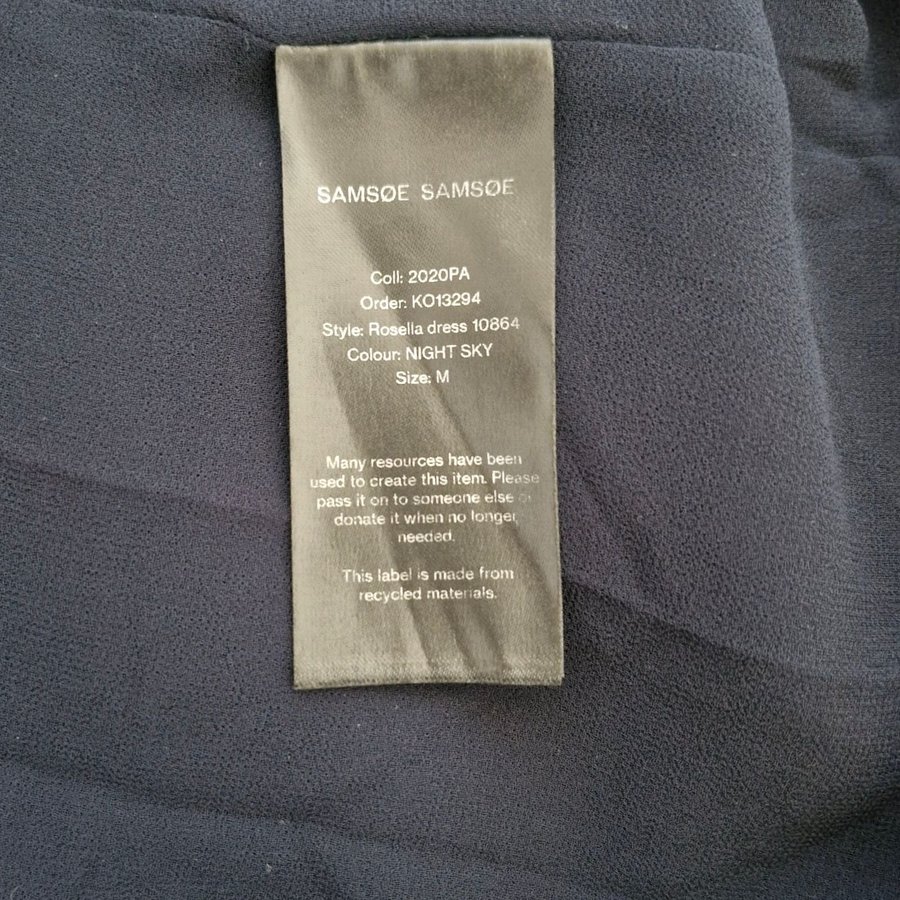 SAMSØE SAMSØE
Coll: 2020PA
Order: KO13294
Style: Rosella dress 10864
Colour: NIGHT SKY
Size: M
Many resources have been
used to create this item. Please
pass it on to someone else or
donate it when no longer
needed.
This label is made from
recycled materials.